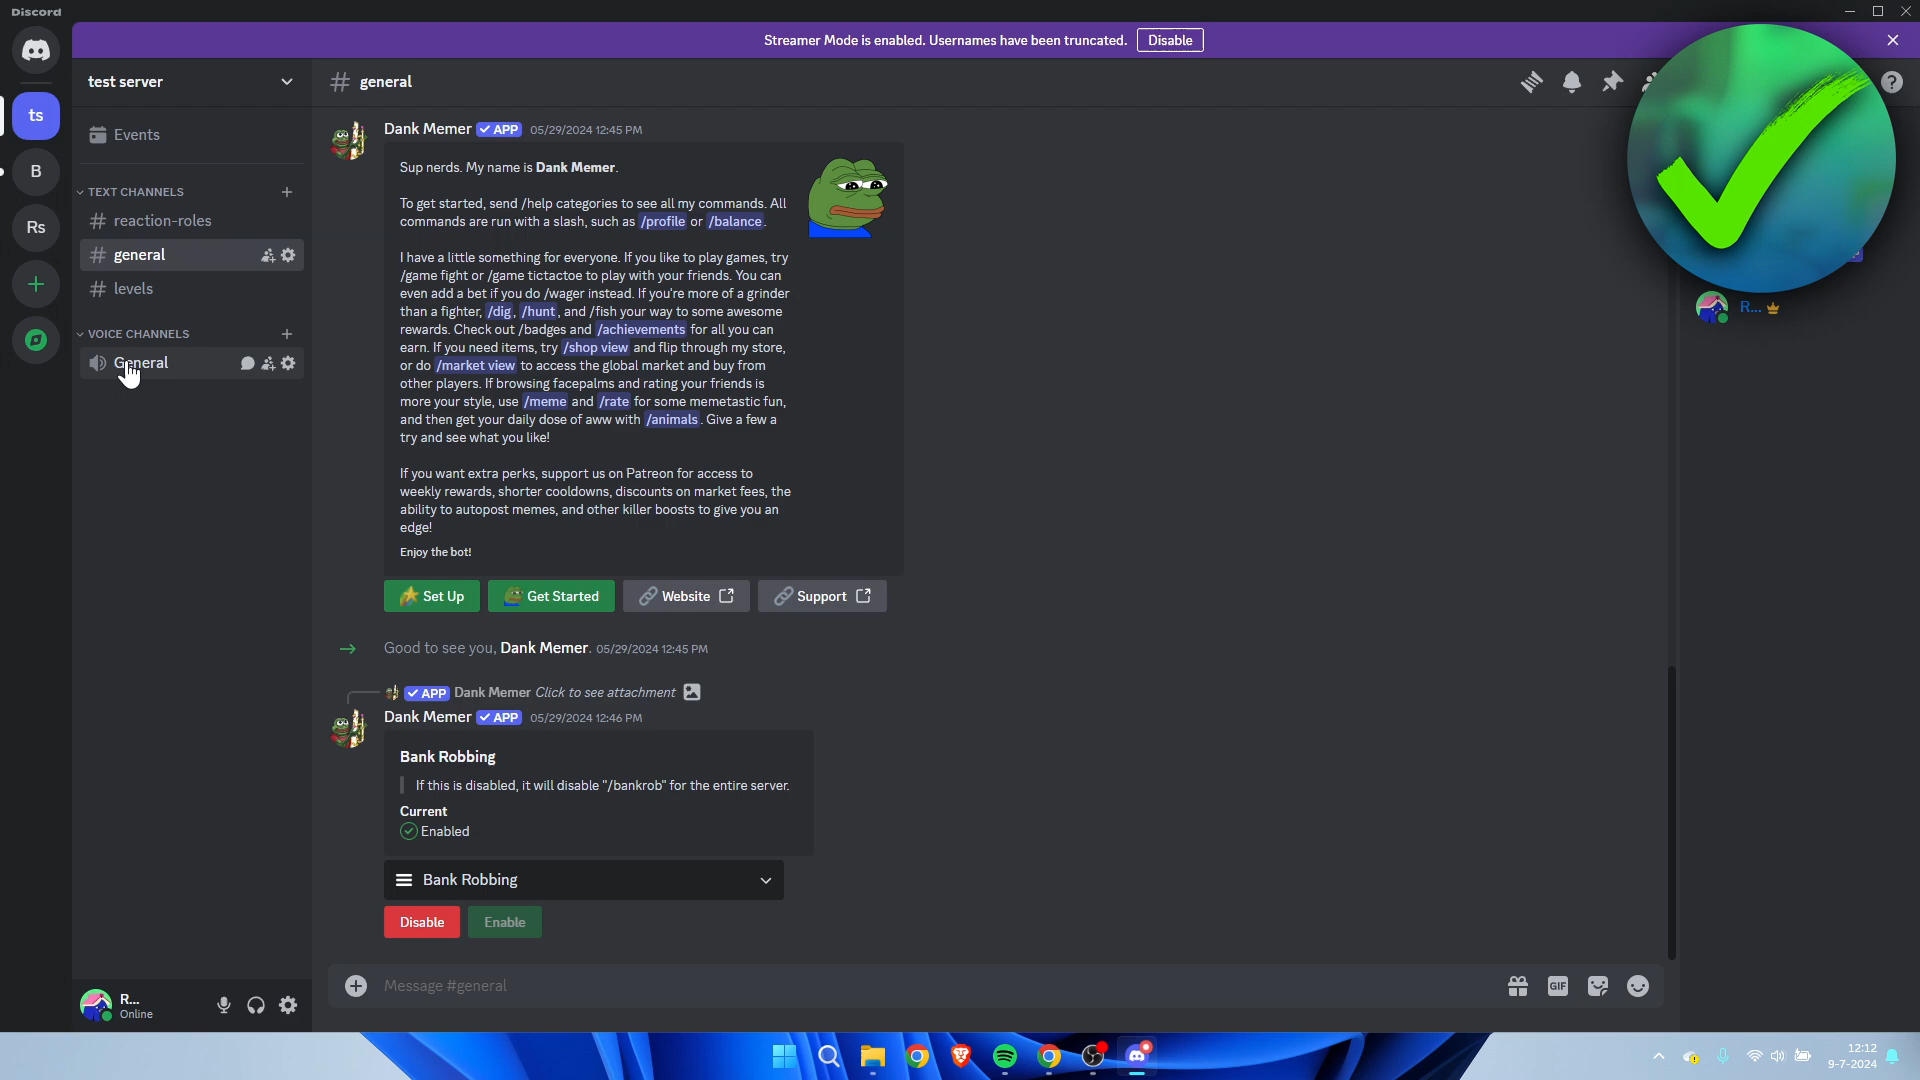 Discord
Streamer Mode is enabled. Usernames have been truncated.
Disable
test server
general
ts
Events
B
TEXT CHANNELS
reaction-roles
Rs
general
levels
VOICE CHANNELS
General
Dank Memer APP 05/29/2024 12:45 PM
Sup nerds. My name is Dank Memer.
To get started, send /help categories to see all my commands. All
commands are run with a slash, such as /profile or /balance.
I have a little something for everyone. If you like to play games, try
/game fight or /game tictactoe to play with your friends. You can
even add a bet if you do /wager instead. If you're more of a grinder
than a fighter, /dig, /hunt, and /fish your way to some awesome
rewards. Check out /badges and /achievements for all you can
earn. If you need items, try /shop view and flip through my store,
or do /market view to access the global market and buy from
other players. If browsing facepalms and rating your friends is
more your style, use /meme and /rate for some memetastic fun,
and then get your daily dose of aww with /animals. Give a few a
try and see what you like!
If you want extra perks, support us on Patreon for access to
weekly rewards, shorter cooldowns, discounts on market fees, the
ability to autopost memes, and other killer boosts to give you an
edge!
Enjoy the bot!
Set Up
Get Started
Website
Support
Good to see you, Dank Memer. 05/29/2024 12:45 PM
APP Dank Memer Click to see attachment
Dank Memer APP 05/29/2024 12:46 PM
Bank Robbing
If this is disabled, it will disable "/bankrob" for the entire server.
Current
Enabled
Bank Robbing
Disable
Enable
Message #general
GIF
R...
R...
Online
12:12
9-7-2024